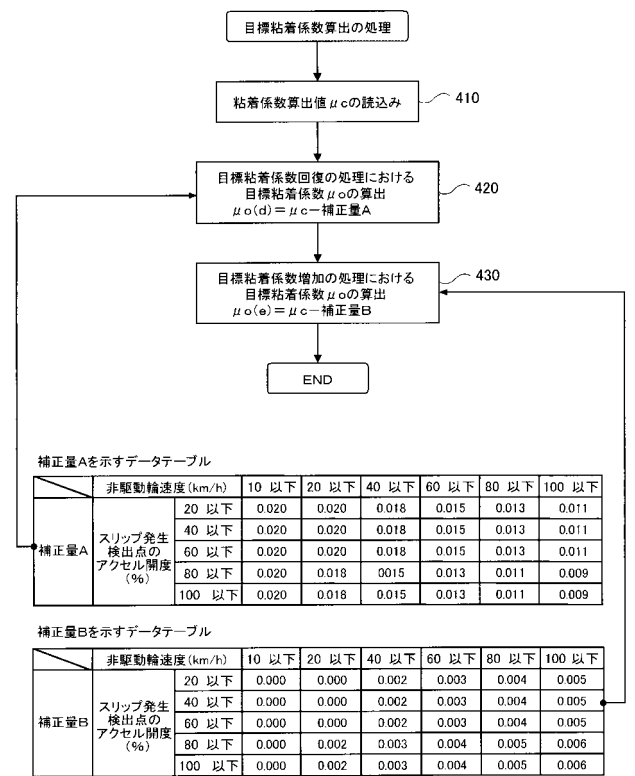 目標粘着係数算出の処理
粘着係数算出値μcの読込み
410
目標粘着係数回復の処理における
目標粘着係数μoの算出
μo(d)=μc-補正量A
420
目標粘着係数増加の処理における
目標粘着係数μoの算出
μo(e)=μc-補正量B
430
END
補正量Aを示すデータテーブル
非駆動輪速度(km/h) 10 以下 20 以下 40 以下 60 以下 80 以下 100 以下
補正量A
スリップ発生
検出点の
アクセル開度
(%)
20 以下 0.020 0.020 0.018 0.015 0.013 0.011
40 以下 0.020 0.020 0.018 0.015 0.013 0.011
60 以下 0.020 0.020 0.018 0.015 0.013 0.011
80 以下 0.020 0.018 0015 0.013 0.011 0.009
100 以下 0.020 0.018 0.015 0.013 0.011 0.009
補正量Bを示すデータテーブル
非駆動輪速度(km/h) 10 以下 20 以下 40 以下 60 以下 80 以下 100 以下
補正量B
スリップ発生
検出点の
アクセル開度
(%)
20 以下 0.000 0.000 0.002 0.003 0.004 0.005
40 以下 0.000 0.000 0.002 0.003 0.004 0.005
60 以下 0.000 0.000 0.002 0.003 0.004 0.005
80 以下 0.000 0.002 0.003 0.004 0.005 0.006
100 以下 0.000 0.002 0.003 0.004 0.005 0.006